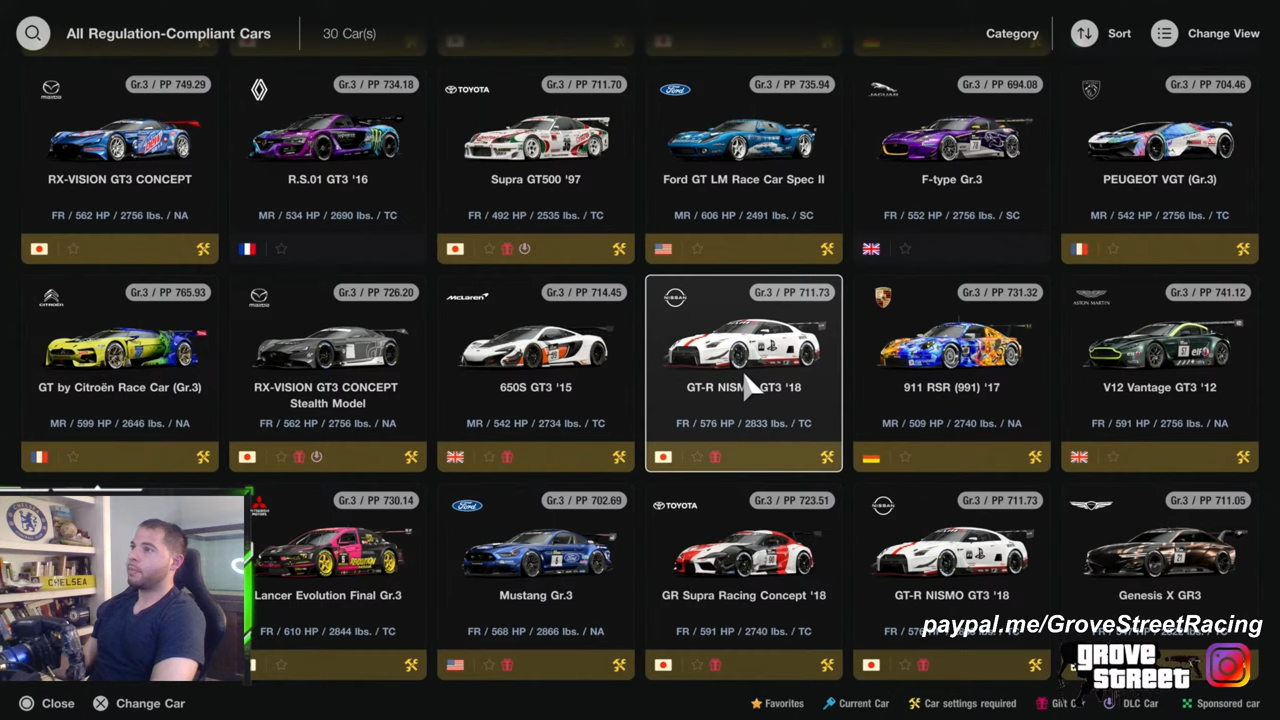 All Regulation-Compliant Cars
30 Car(s)
Category
Sort
Change View
Gr.3 / PP 749.29
mazda
RX-VISION GT3 CONCEPT
FR / 562 HP / 2756 lbs. / NA
Gr.3 / PP 734.18
R.S.01 GT3 '16
MR / 534 HP / 2690 lbs. / TC
Gr.3 / PP 711.70
TOYOTA
Supra GT500 '97
FR / 492 HP / 2535 lbs. / TC
Gr.3 / PP 735.94
Ford
Ford GT LM Race Car Spec II
MR / 606 HP / 2491 lbs. / SC
Gr.3 / PP 694.08
JAGUAR
F-type Gr.3
FR / 552 HP / 2756 lbs. / SC
Gr.3 / PP 704.46
PEUGEOT VGT (Gr.3)
MR / 542 HP / 2756 lbs. / TC
Gr.3 / PP 765.93
CITROËN
GT by Citroën Race Car (Gr.3)
MR / 599 HP / 2646 lbs. / NA
Gr.3 / PP 726.20
mazda
RX-VISION GT3 CONCEPT
Stealth Model
FR / 562 HP / 2756 lbs. / NA
Gr.3 / PP 714.45
McLaren
650S GT3 '15
MR / 542 HP / 2734 lbs. / TC
Gr.3 / PP 711.73
NISSAN
GT-R NISMO GT3 '18
FR / 576 HP / 2833 lbs. / TC
Gr.3 / PP 731.32
911 RSR (991) '17
MR / 509 HP / 2740 lbs. / NA
Gr.3 / PP 741.12
ASTON MARTIN
V12 Vantage GT3 '12
FR / 591 HP / 2756 lbs. / NA
Gr.3 / PP 730.14
MITSUBISHI MOTORS
Lancer Evolution Final Gr.3
FR / 610 HP / 2844 lbs. / TC
Gr.3 / PP 702.69
Ford
Mustang Gr.3
FR / 568 HP / 2866 lbs. / NA
Gr.3 / PP 723.51
TOYOTA
GR Supra Racing Concept '18
FR / 591 HP / 2740 lbs. / TC
Gr.3 / PP 711.73
NISSAN
GT-R NISMO GT3 '18
Gr.3 / PP 711.05
Genesis X GR3
CHELSEA
CHELSEA
paypal.me/GroveStreetRacing
grove
street
Close
Change Car
Favorites
Current Car
Car settings required
DLC Car
Sponsored car